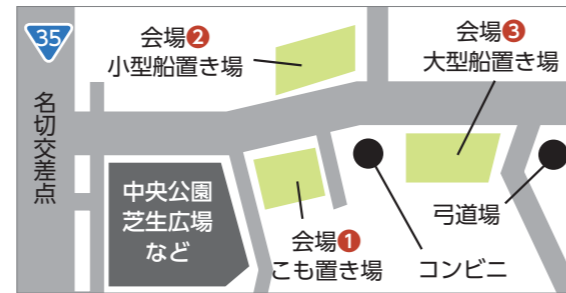 35
名切交差点
会場❷
小型船置き場
会場❸
大型船置き場
中央公園
芝生広場
など
会場❶
こも置き場
コンビニ
弓道場